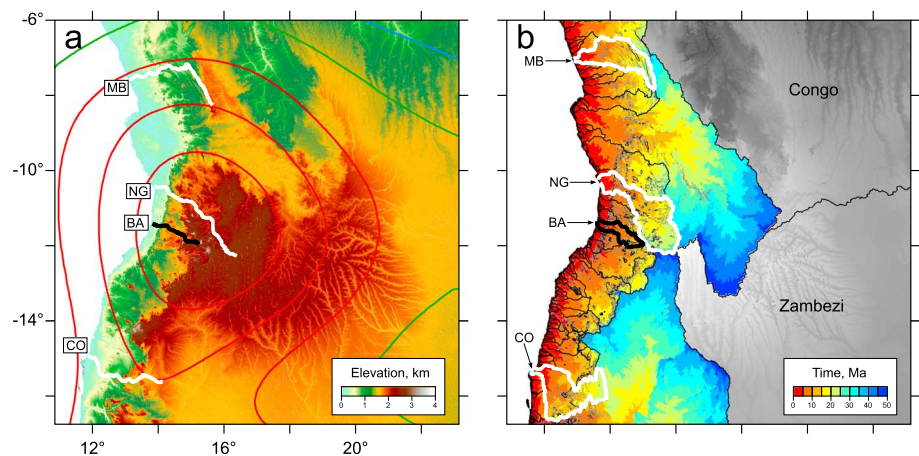 -6°
-10°
-14°
12°
16°
20°
a
MB
NG
BA
CO
Elevation, km
0 1 2 3 4
b
MB
NG
BA
CO
Congo
Zambezi
Time, Ma
0 10 20 30 40 50